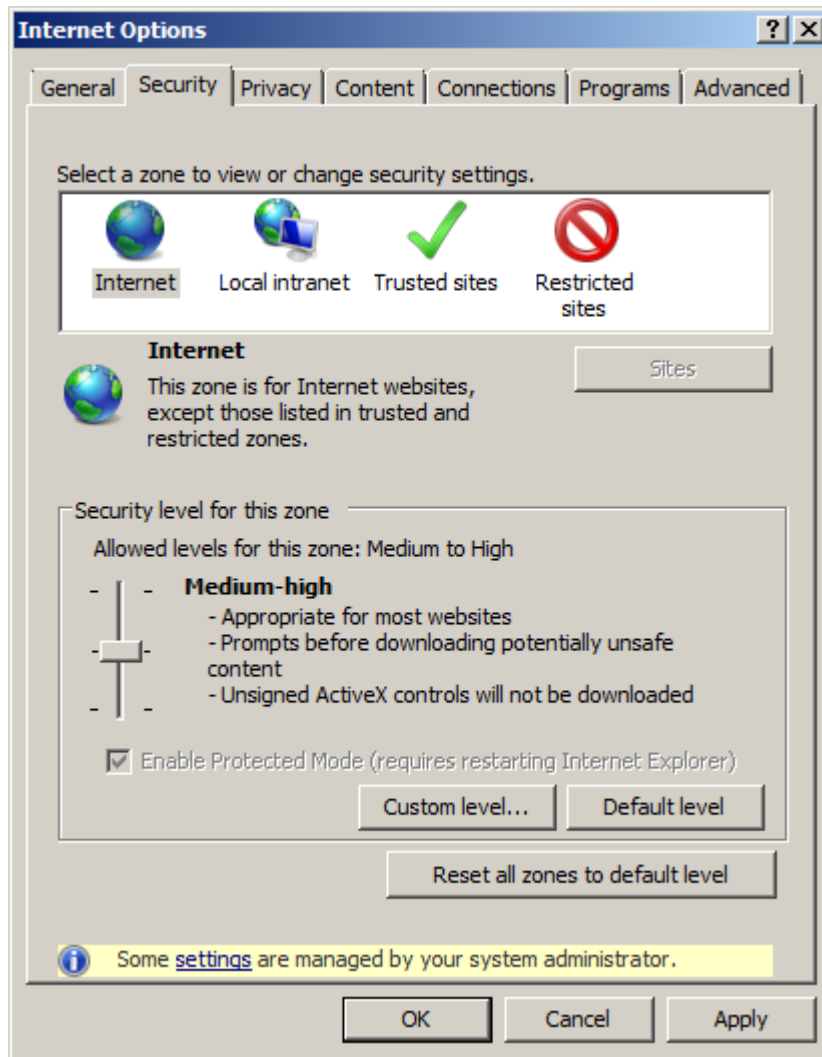 Internet Options
General Security Privacy Content Connections Programs Advanced
Select a zone to view or change security settings.
Internet Local intranet Trusted sites Restricted
sites
Internet
Sites
This zone is for Internet websites,
except those listed in trusted and
restricted zones.
Security level for this zone
Allowed levels for this zone: Medium to High
Medium-high
- Appropriate for most websites
- Prompts before downloading potentially unsafe
content
- Unsigned ActiveX controls will not be downloaded
Enable Protected Mode (requires restarting Internet Explorer)
Custom level... Default level
Reset all zones to default level
Some settings are managed by your system administrator.
OK Cancel Apply